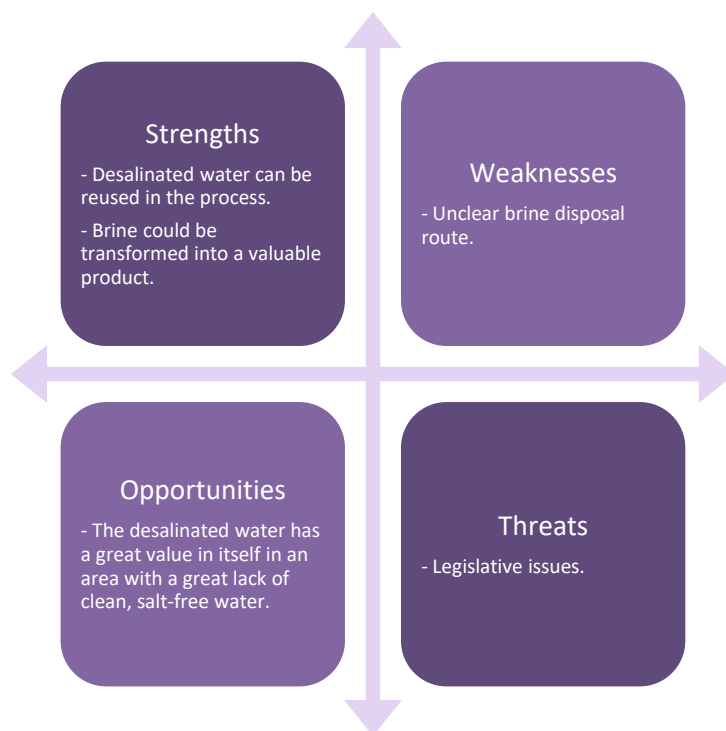 Strengths
- Desalinated water can be
reused in the process.
- Brine could be
transformed into a valuable
product.
Weaknesses
- Unclear brine disposal
route.
Opportunities
- The desalinated water has
a great value in itself in an
area with a great lack of
clean, salt-free water.
Threats
- Legislative issues.